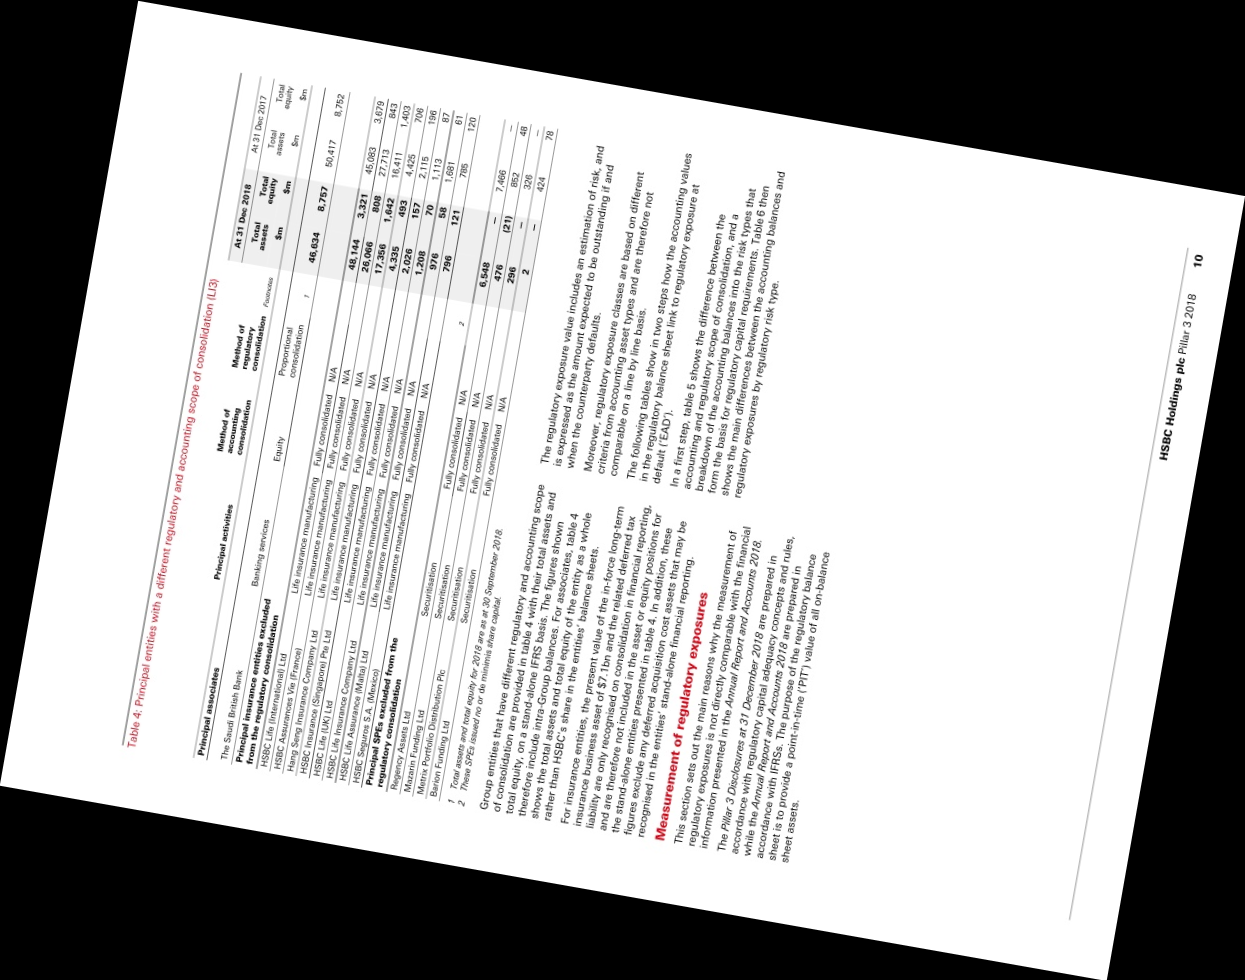 Table 4: Principal entities with a different regulatory and accounting scope of consolidation (LI3)
At 31 Dec 2018 At 31 Dec 2017
Principal activities Method of accounting consolidation Method of regulatory consolidation Footnotes Total assets Total equity Total assets Total equity
$m $m $m $m
Principal associates
The Saudi British Bank Banking services Equity Proportional consolidation 1 46,634 8,757 50,417 8,752
Principal insurance entities excluded
from the regulatory consolidation
HSBC Life (International) Ltd Life insurance manufacturing Fully consolidated N/A 48,144 3,321 45,083 3,679
HSBC Assurances Vie (France) Life insurance manufacturing Fully consolidated N/A 26,066 808 27,713 843
Hang Seng Insurance Company Ltd Life insurance manufacturing Fully consolidated N/A 17,356 1,642 16,411 1,403
HSBC Insurance (Singapore) Pte Ltd Life insurance manufacturing Fully consolidated N/A 4,335 493 4,425 706
HSBC Life (UK) Ltd Life insurance manufacturing Fully consolidated N/A 2,026 157 2,115 196
HSBC Life Insurance Company Ltd Life insurance manufacturing Fully consolidated N/A 1,208 70 1,113 87
HSBC Life Assurance (Malta) Ltd Life insurance manufacturing Fully consolidated N/A 976 58 1,681 61
HSBC Seguros S.A. (Mexico) Life insurance manufacturing Fully consolidated N/A 796 121 785 120
Principal SPEs excluded from the
regulatory consolidation 2
Regency Assets Ltd Securitisation Fully consolidated N/A 6,548 – 7,466 –
Mazarin Funding Ltd Securitisation Fully consolidated N/A 476 (21) 852 48
Metrix Portfolio Distribution Plc Securitisation Fully consolidated N/A 296 – 326 –
Barion Funding Ltd Securitisation Fully consolidated N/A 2 – 424 78
1 Total assets and total equity for 2018 are as at 30 September 2018.
2 These SPEs issued no or de minimis share capital.
Group entities that have different regulatory and accounting scope
of consolidation are provided in table 4 with their total assets and
total equity, on a stand-alone IFRS basis. The figures shown
therefore include intra-Group balances. For associates, table 4
shows the total assets and total equity of the entity as a whole
rather than HSBC's share in the entities' balance sheets.
For insurance entities, the present value of the in-force long-term
insurance business asset of $7.1bn and the related deferred tax
liability are only recognised on consolidation in financial reporting,
and are therefore not included in the asset or equity positions for
the stand-alone entities presented in table 4. In addition, these
figures exclude any deferred acquisition cost assets that may be
recognised in the entities' stand-alone financial reporting.
Measurement of regulatory exposures
This section sets out the main reasons why the measurement of
regulatory exposures is not directly comparable with the financial
information presented in the Annual Report and Accounts 2018.
The Pillar 3 Disclosures at 31 December 2018 are prepared in
accordance with regulatory capital adequacy concepts and rules,
while the Annual Report and Accounts 2018 are prepared in
accordance with IFRSs. The purpose of the regulatory balance
sheet is to provide a point-in-time ('PIT') value of all on-balance
sheet assets.
The regulatory exposure value includes an estimation of risk, and
is expressed as the amount expected to be outstanding if and
when the counterparty defaults.
Moreover, regulatory exposure classes are based on different
criteria from accounting asset types and are therefore not
comparable on a line by line basis.
The following tables show in two steps how the accounting values
in the regulatory balance sheet link to regulatory exposure at
default ('EAD').
In a first step, table 5 shows the difference between the
accounting and regulatory scope of consolidation, and a
breakdown of the accounting balances into the risk types that
form the basis for regulatory capital requirements. Table 6 then
shows the main differences between the accounting balances and
regulatory exposures by regulatory risk type.
HSBC Holdings plc Pillar 3 2018 10